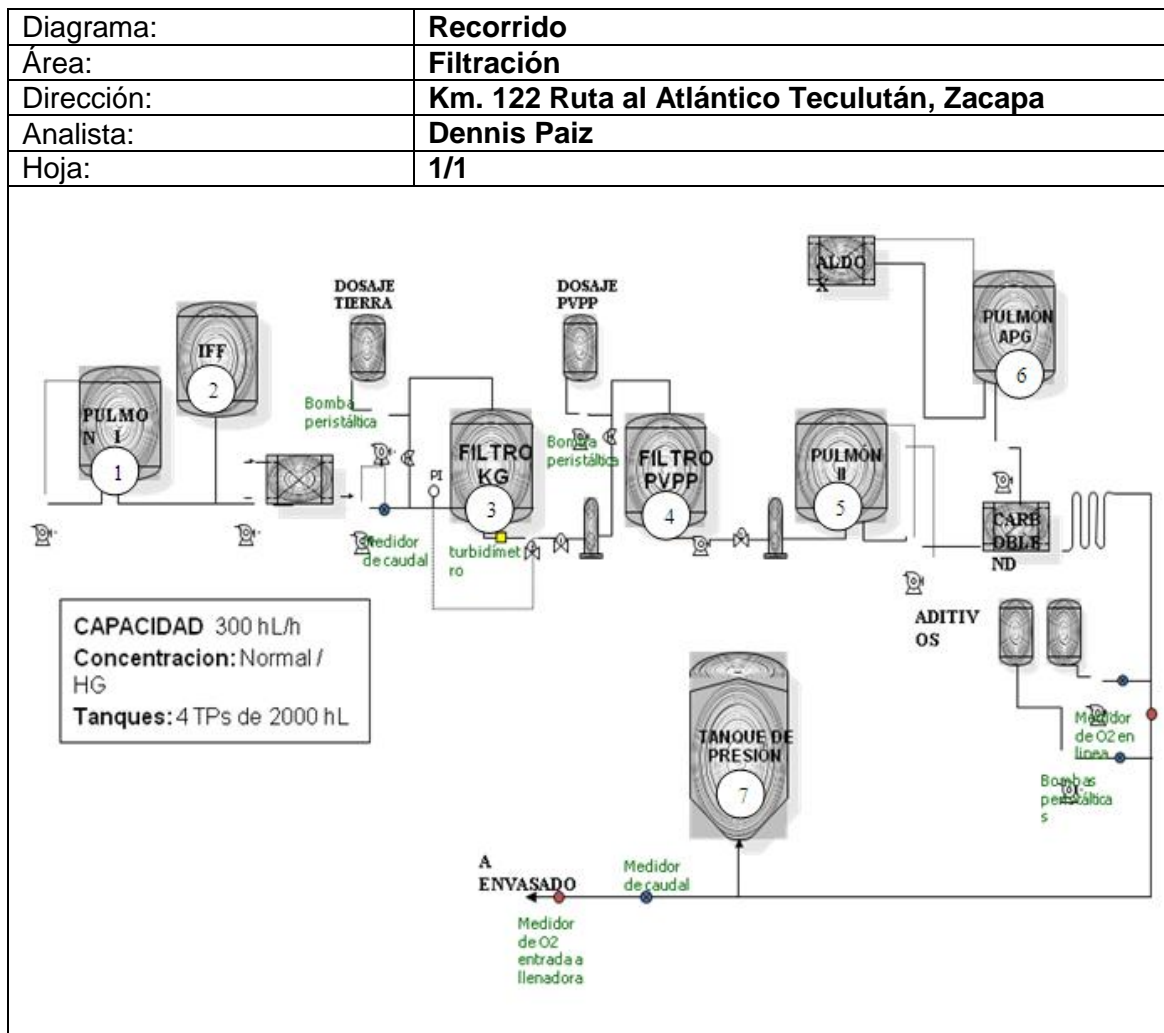 Diagrama: Recorrido
Área: Filtración
Dirección: Km. 122 Ruta al Atlántico Teculután, Zacapa
Analista: Dennis Paiz
Hoja: 1/1
ALDO
X
DOSAJE
TIERRA
DOSAJE
PVPP
PULMÓN
APG
6
IFF
2
PULMO
N I
1
Bomba
peristáltica
Bomba
peristáltica
FILTRO
KG
3
PI
FILTRO
PVPP
4
PULMÓN
II
5
CARB
OBLE
ND
Medidor
de caudal
turbidimet
ro
CAPACIDAD 300 hL/h
Concentracion: Normal /
HG
Tanques: 4 TPs de 2000 hL
ADITIV
OS
Medidor
de O2 en
linea
Bombas
peristáltica
s
TANQUE DE
PRESIÓN
7
A
ENVASADO
Medidor
de caudal
Medidor
de O2
entrada a
llenadora